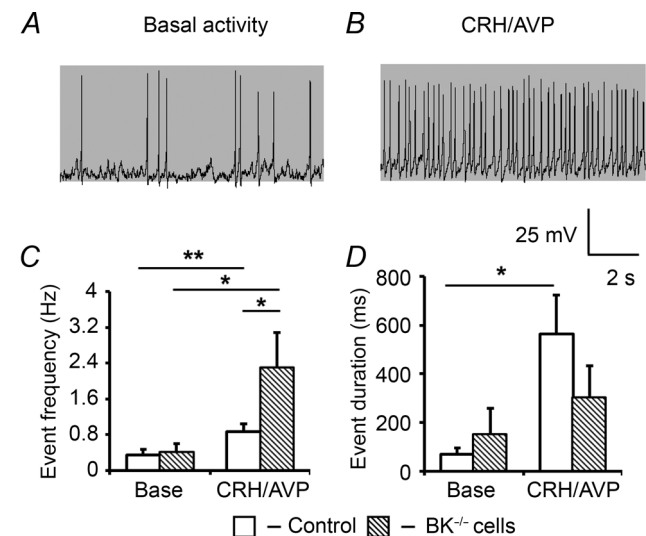 A Basal activity
B CRH/AVP
25 mV
2 s
C
**
*
*
Event frequency (Hz)
4
3.2
2.4
1.6
0.8
0
Base CRH/AVP
D
*
Event duration (ms)
800
600
400
200
0
Base CRH/AVP
– Control – BK–/– cells